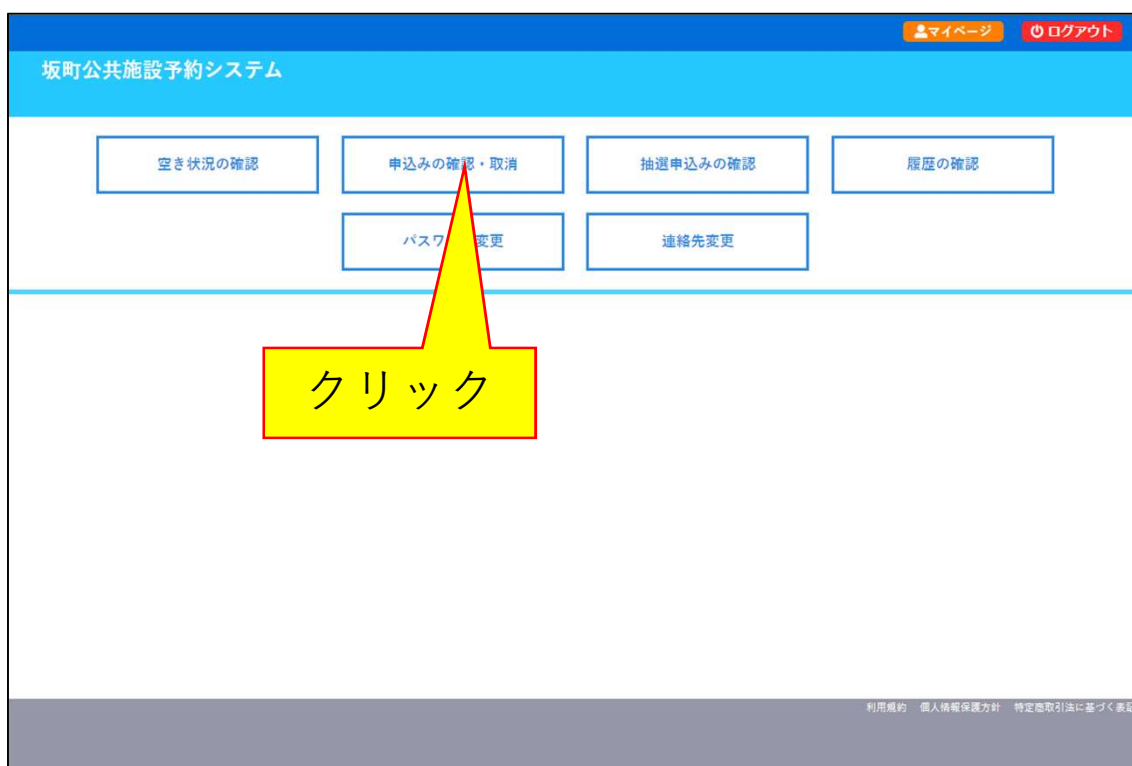 マイページ ログアウト
坂町公共施設予約システム
空き状況の確認 申込みの確認・取消 抽選申込みの確認 履歴の確認
パスワ 変更 連絡先変更
クリック
利用規約 個人情報保護方針 特定商取引法に基づく表記